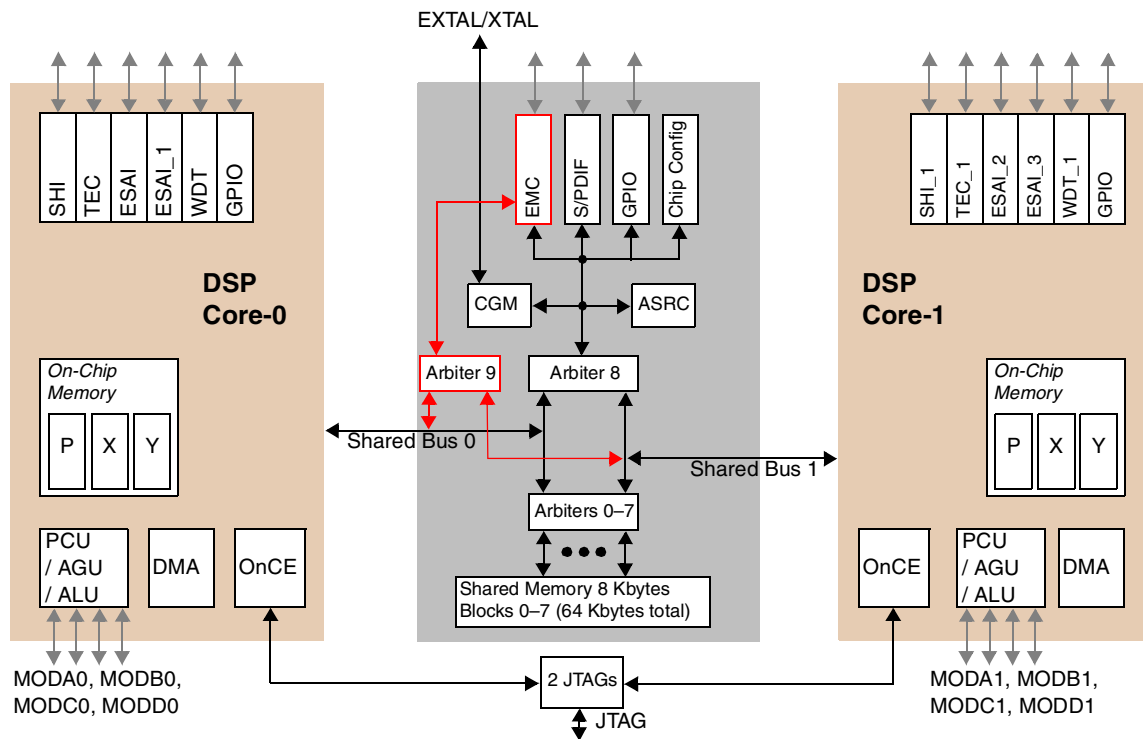 EXTAL/XTAL
SHI
TEC
ESAI
ESAI_1
WDT
GPIO
EMC
S/PDIF
GPIO
Chip Config
SHI_1
TEC_1
ESAI_2
ESAI_3
WDT_1
GPIO
DSP
Core-0
CGM
ASRC
DSP
Core-1
On-Chip
Memory
P
X
Y
Arbiter 9
Arbiter 8
On-Chip
Memory
P
X
Y
Shared Bus 0
Shared Bus 1
Arbiters 0–7
PCU
/ AGU
/ ALU
DMA
OnCE
Shared Memory 8 Kbytes
Blocks 0–7 (64 Kbytes total)
OnCE
PCU
/ AGU
/ ALU
DMA
MODA0, MODB0,
MODC0, MODD0
2 JTAGs
JTAG
MODA1, MODB1,
MODC1, MODD1